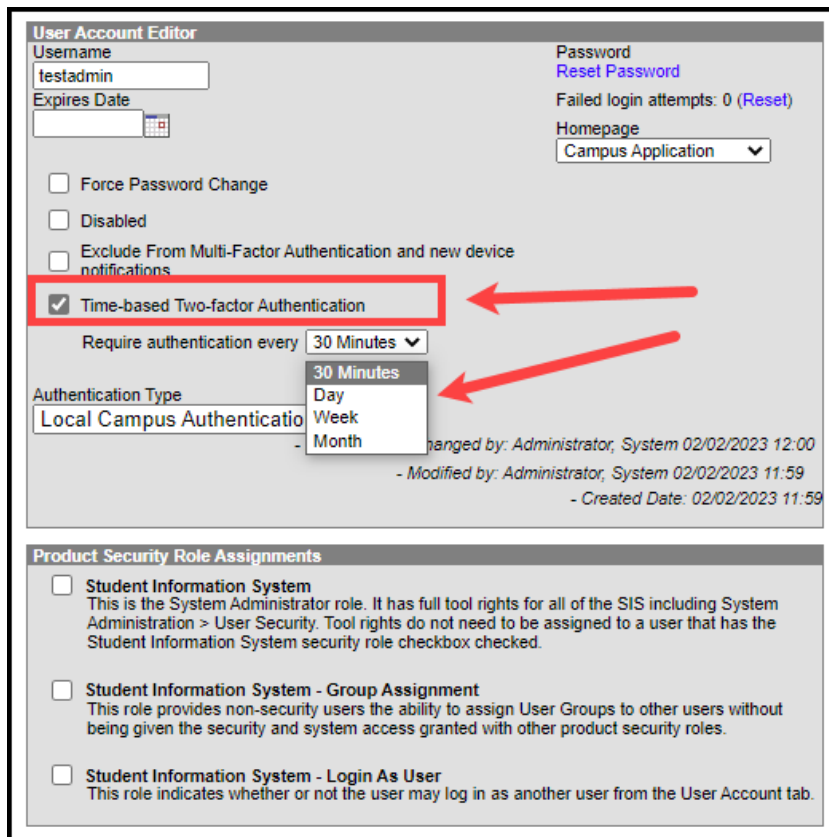 User Account Editor
Username
Password
testadmin
Reset Password
Expires Date
Failed login attempts: 0 (Reset)
Homepage
Campus Application
Force Password Change
Disabled
Exclude From Multi-Factor Authentication and new device
notifications
Time-based Two-factor Authentication
Require authentication every 30 Minutes
30 Minutes
Day
Week
Month
Authentication Type
Local Campus Authenticatio
- anged by: Administrator, System 02/02/2023 12:00
- Modified by: Administrator, System 02/02/2023 11:59
- Created Date: 02/02/2023 11:59
Product Security Role Assignments
Student Information System
This is the System Administrator role. It has full tool rights for all of the SIS including System
Administration > User Security. Tool rights do not need to be assigned to a user that has the
Student Information System security role checkbox checked.
Student Information System - Group Assignment
This role provides non-security users the ability to assign User Groups to other users without
being given the security and system access granted with other product security roles.
Student Information System - Login As User
This role indicates whether or not the user may log in as another user from the User Account tab.